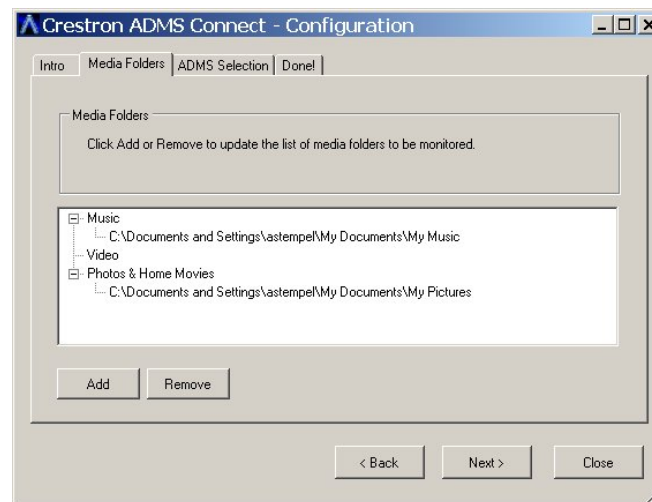 Crestron ADMS Connect - Configuration
Intro Media Folders ADMS Selection Done!
Media Folders
Click Add or Remove to update the list of media folders to be monitored.
Music
C:\Documents and Settings\astempel\My Documents\My Music
Video
Photos & Home Movies
C:\Documents and Settings\astempel\My Documents\My Pictures
Add Remove
< Back Next > Close